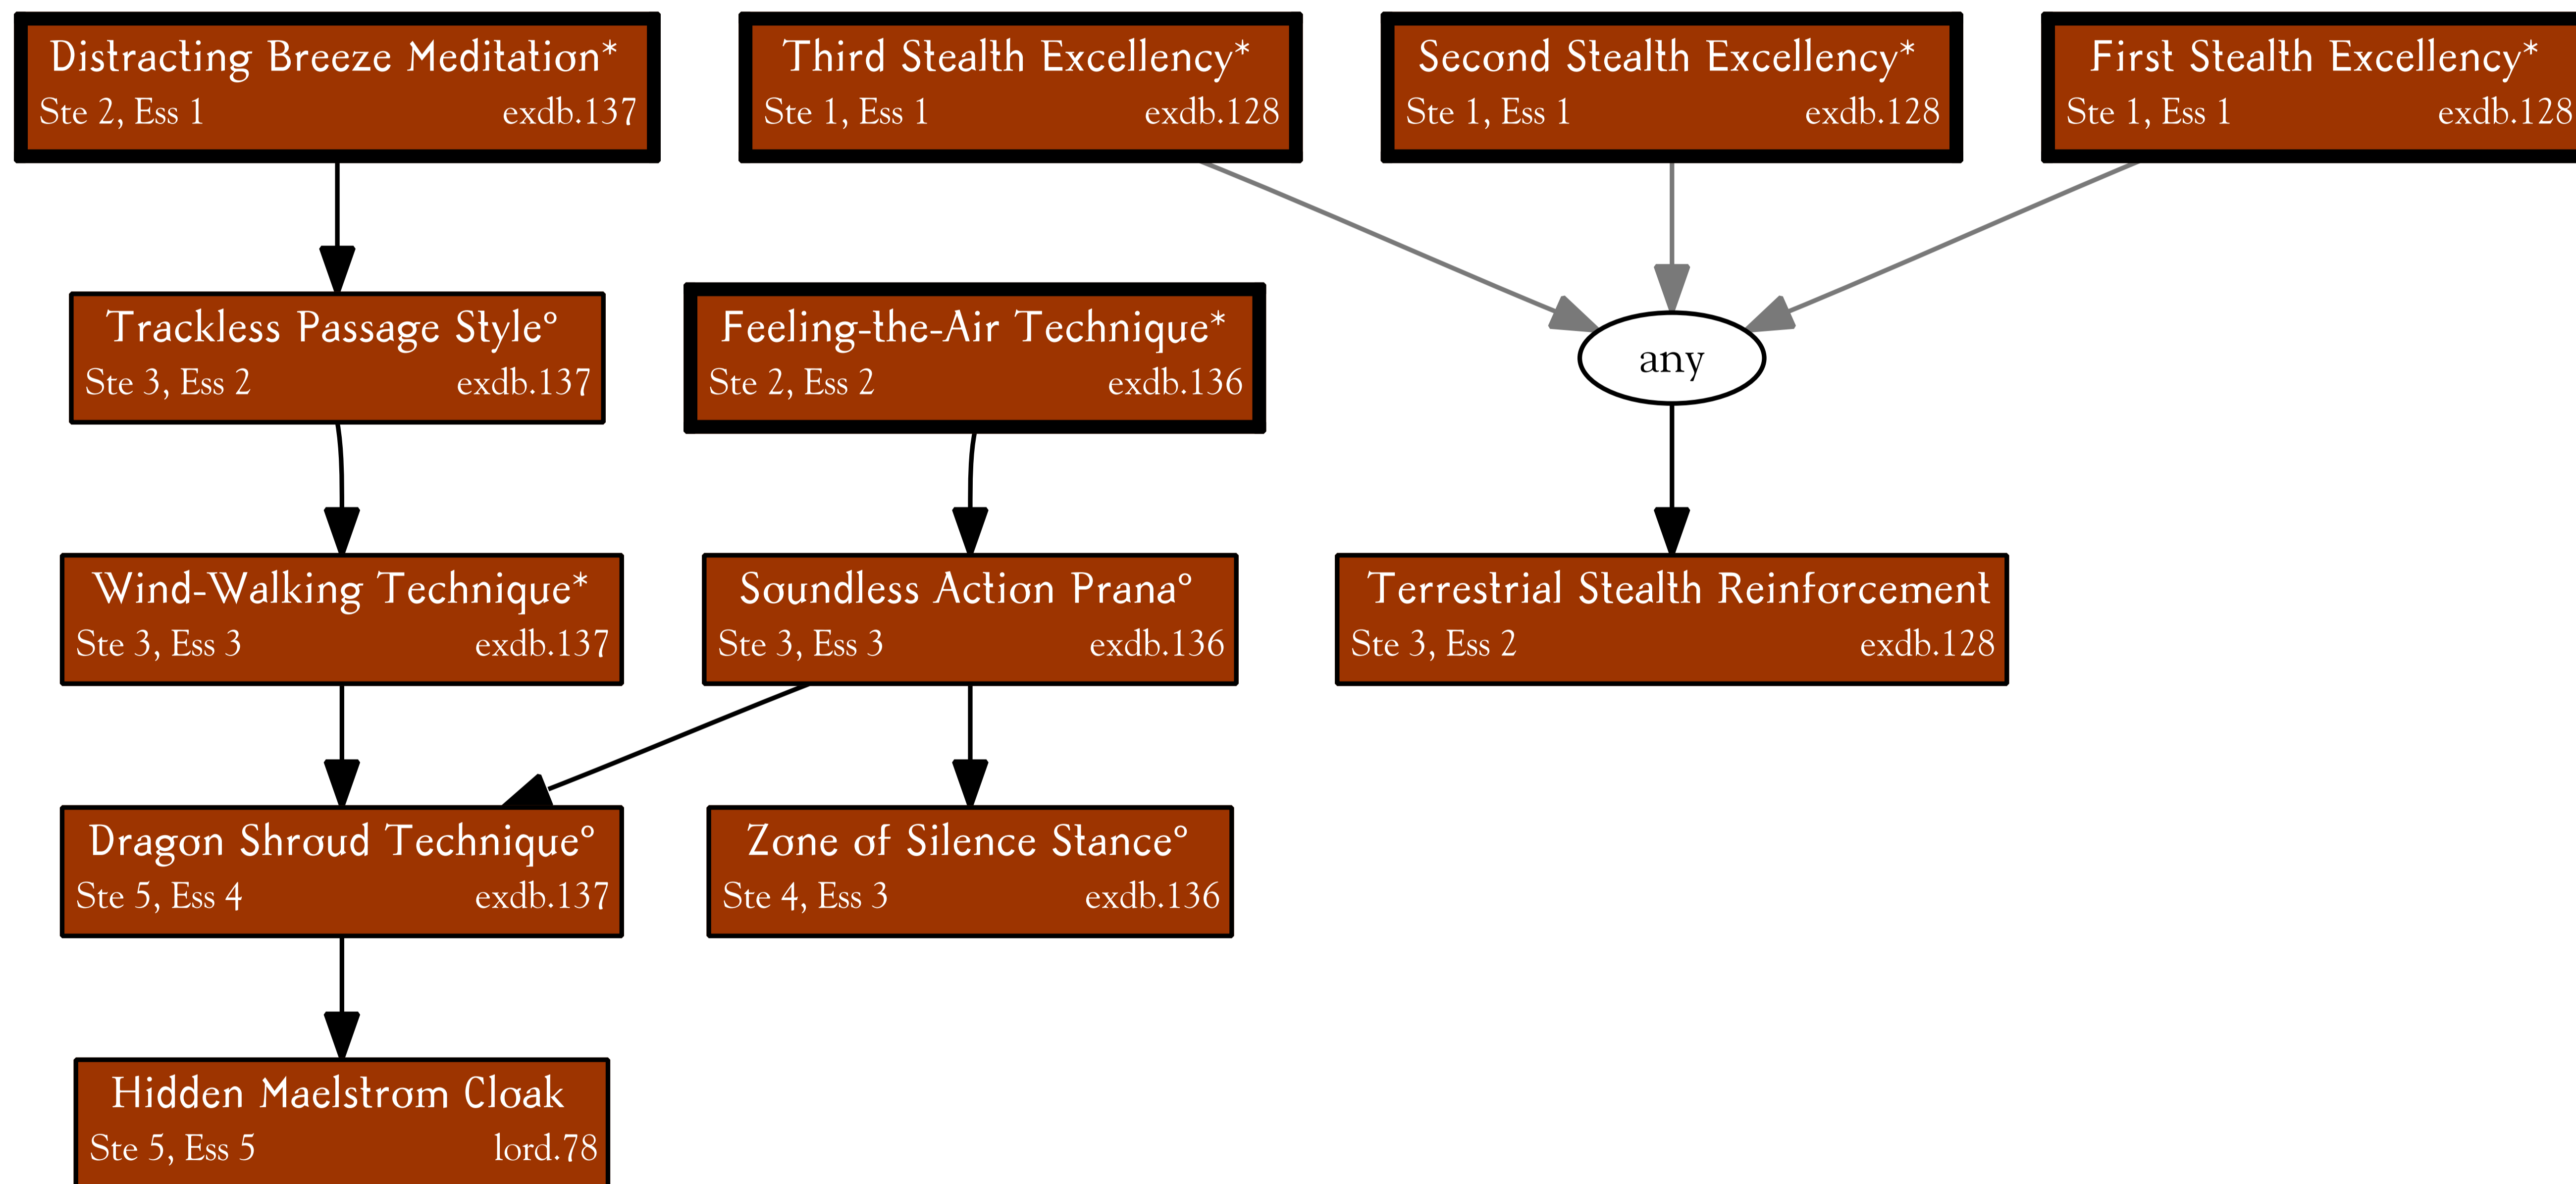 Distracting Breeze Meditation*
Ste 2, Ess 1 exdb.137
Third Stealth Excellency*
Ste 1, Ess 1 exdb.128
Second Stealth Excellency*
Ste 1, Ess 1 exdb.128
First Stealth Excellency*
Ste 1, Ess 1 exdb.128
Trackless Passage Style°
Ste 3, Ess 2 exdb.137
Feeling-the-Air Technique*
Ste 2, Ess 2 exdb.136
any
Wind-Walking Technique*
Ste 3, Ess 3 exdb.137
Soundless Action Prana°
Ste 3, Ess 3 exdb.136
Terrestrial Stealth Reinforcement
Ste 3, Ess 2 exdb.128
Dragon Shroud Technique°
Ste 5, Ess 4 exdb.137
Zone of Silence Stance°
Ste 4, Ess 3 exdb.136
Hidden Maelstrom Cloak
Ste 5, Ess 5 lord.78